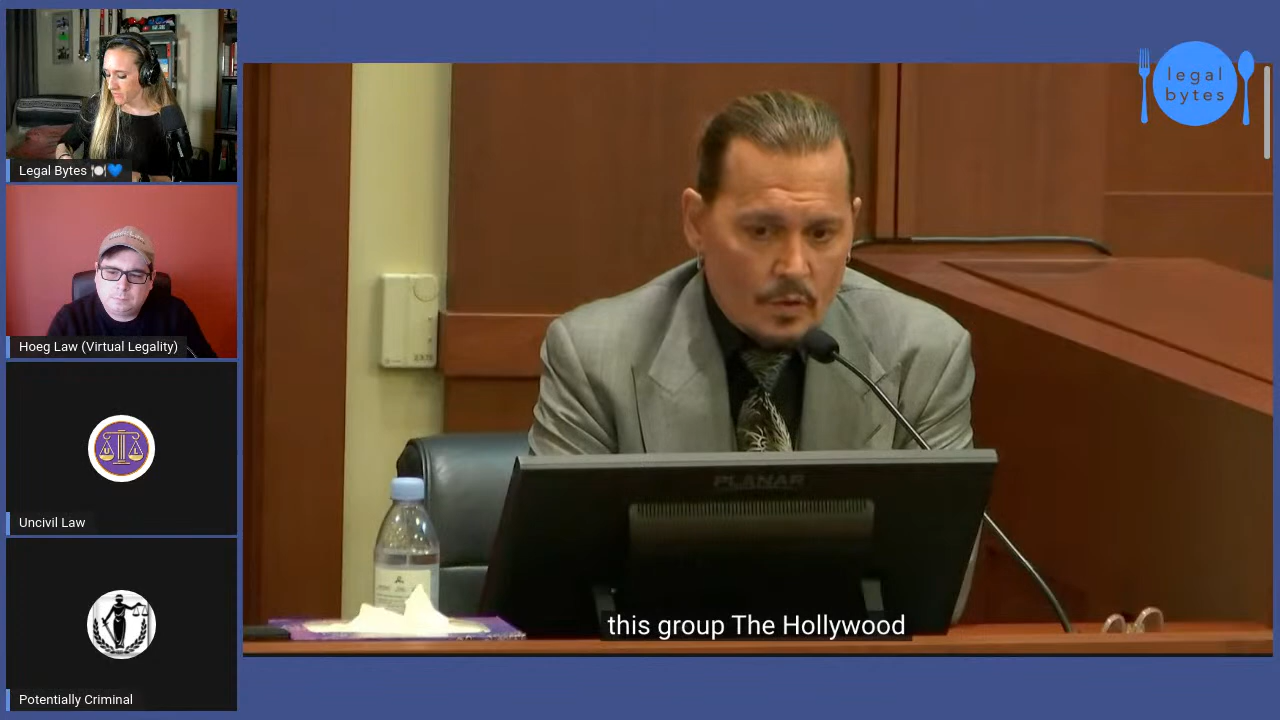 Legal Bytes 🍽️💙
Hoeg Law (Virtual Legality)
U L
Uncivil Law
Potentially Criminal
legal
bytes
PLANAR
this group The Hollywood